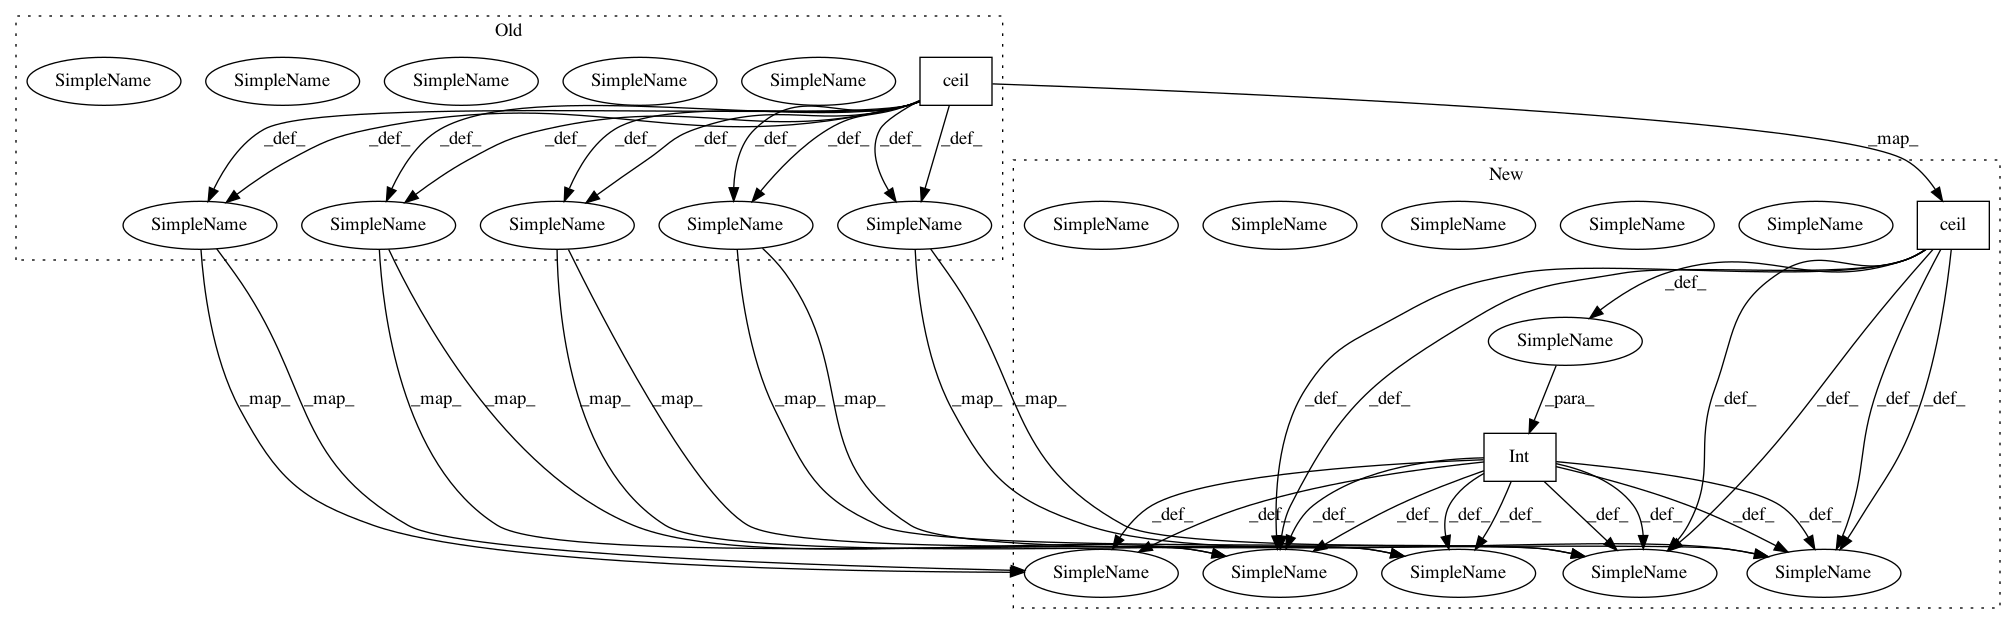 Old
SimpleName SimpleName SimpleName SimpleName SimpleName ceil
_def_ _def_ _def_ _def_ _def_ _def_ _def_ _def_ _def_ _def_ _map_
New
SimpleName SimpleName SimpleName SimpleName SimpleName SimpleName SimpleName SimpleName SimpleName SimpleName ceil
_def_
SimpleName
_map_ _map_ _map_ _map_ _map_ _map_ _map_ _map_ _map_ _map_ _def_ _def_ _para_ _def_ _def_ _def_ _def_
Int
_def_ _def_ _def_ _def_ _def_ _def_ _def_ _def_ _def_ _def_
SimpleName SimpleName SimpleName SimpleName SimpleName